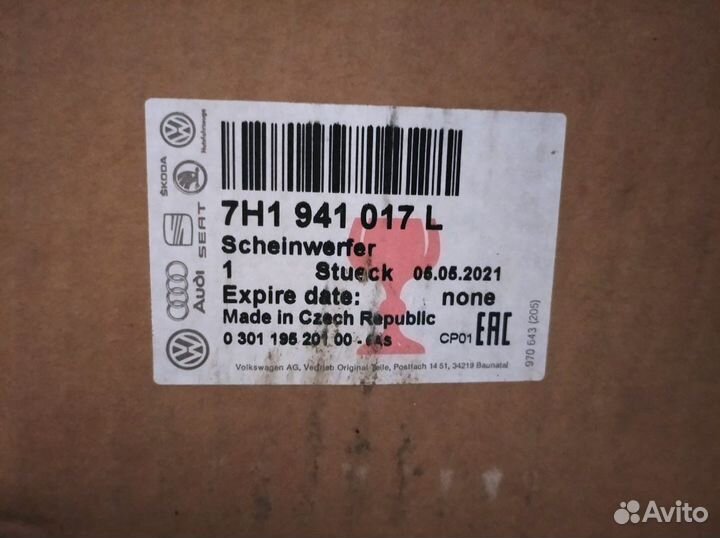 7H1 941 017 L
Scheinwerfer
1 Stueck 05.05.2021
Expire date: none
Made in Czech Republic
0 301 195 201 00 - CP01 EAC
Volkswagen AG, Vertrieb Original Teile, Postfach 14 51, 34219 Baunatal
970 643 (205)
ŠKODA
Nutzfahrzeuge
SEAT
Audi
Avito